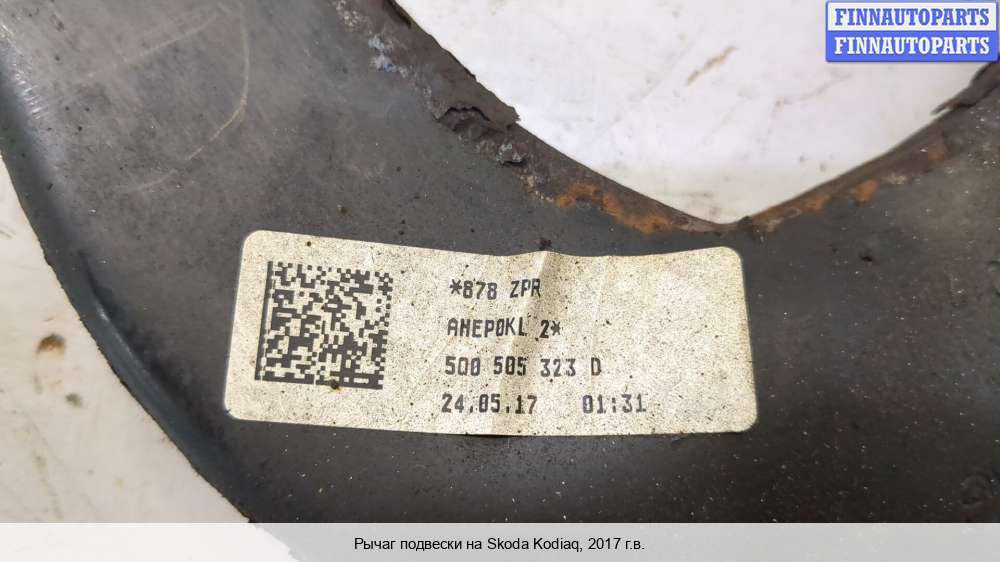 FINNAUTOPARTS
FINNAUTOPARTS
*878 ZPR
AHEP0KL 2*
5Q0 505 323 D
24.05.17 01:31
Рычаг подвески на Skoda Kodiaq, 2017 г.в.